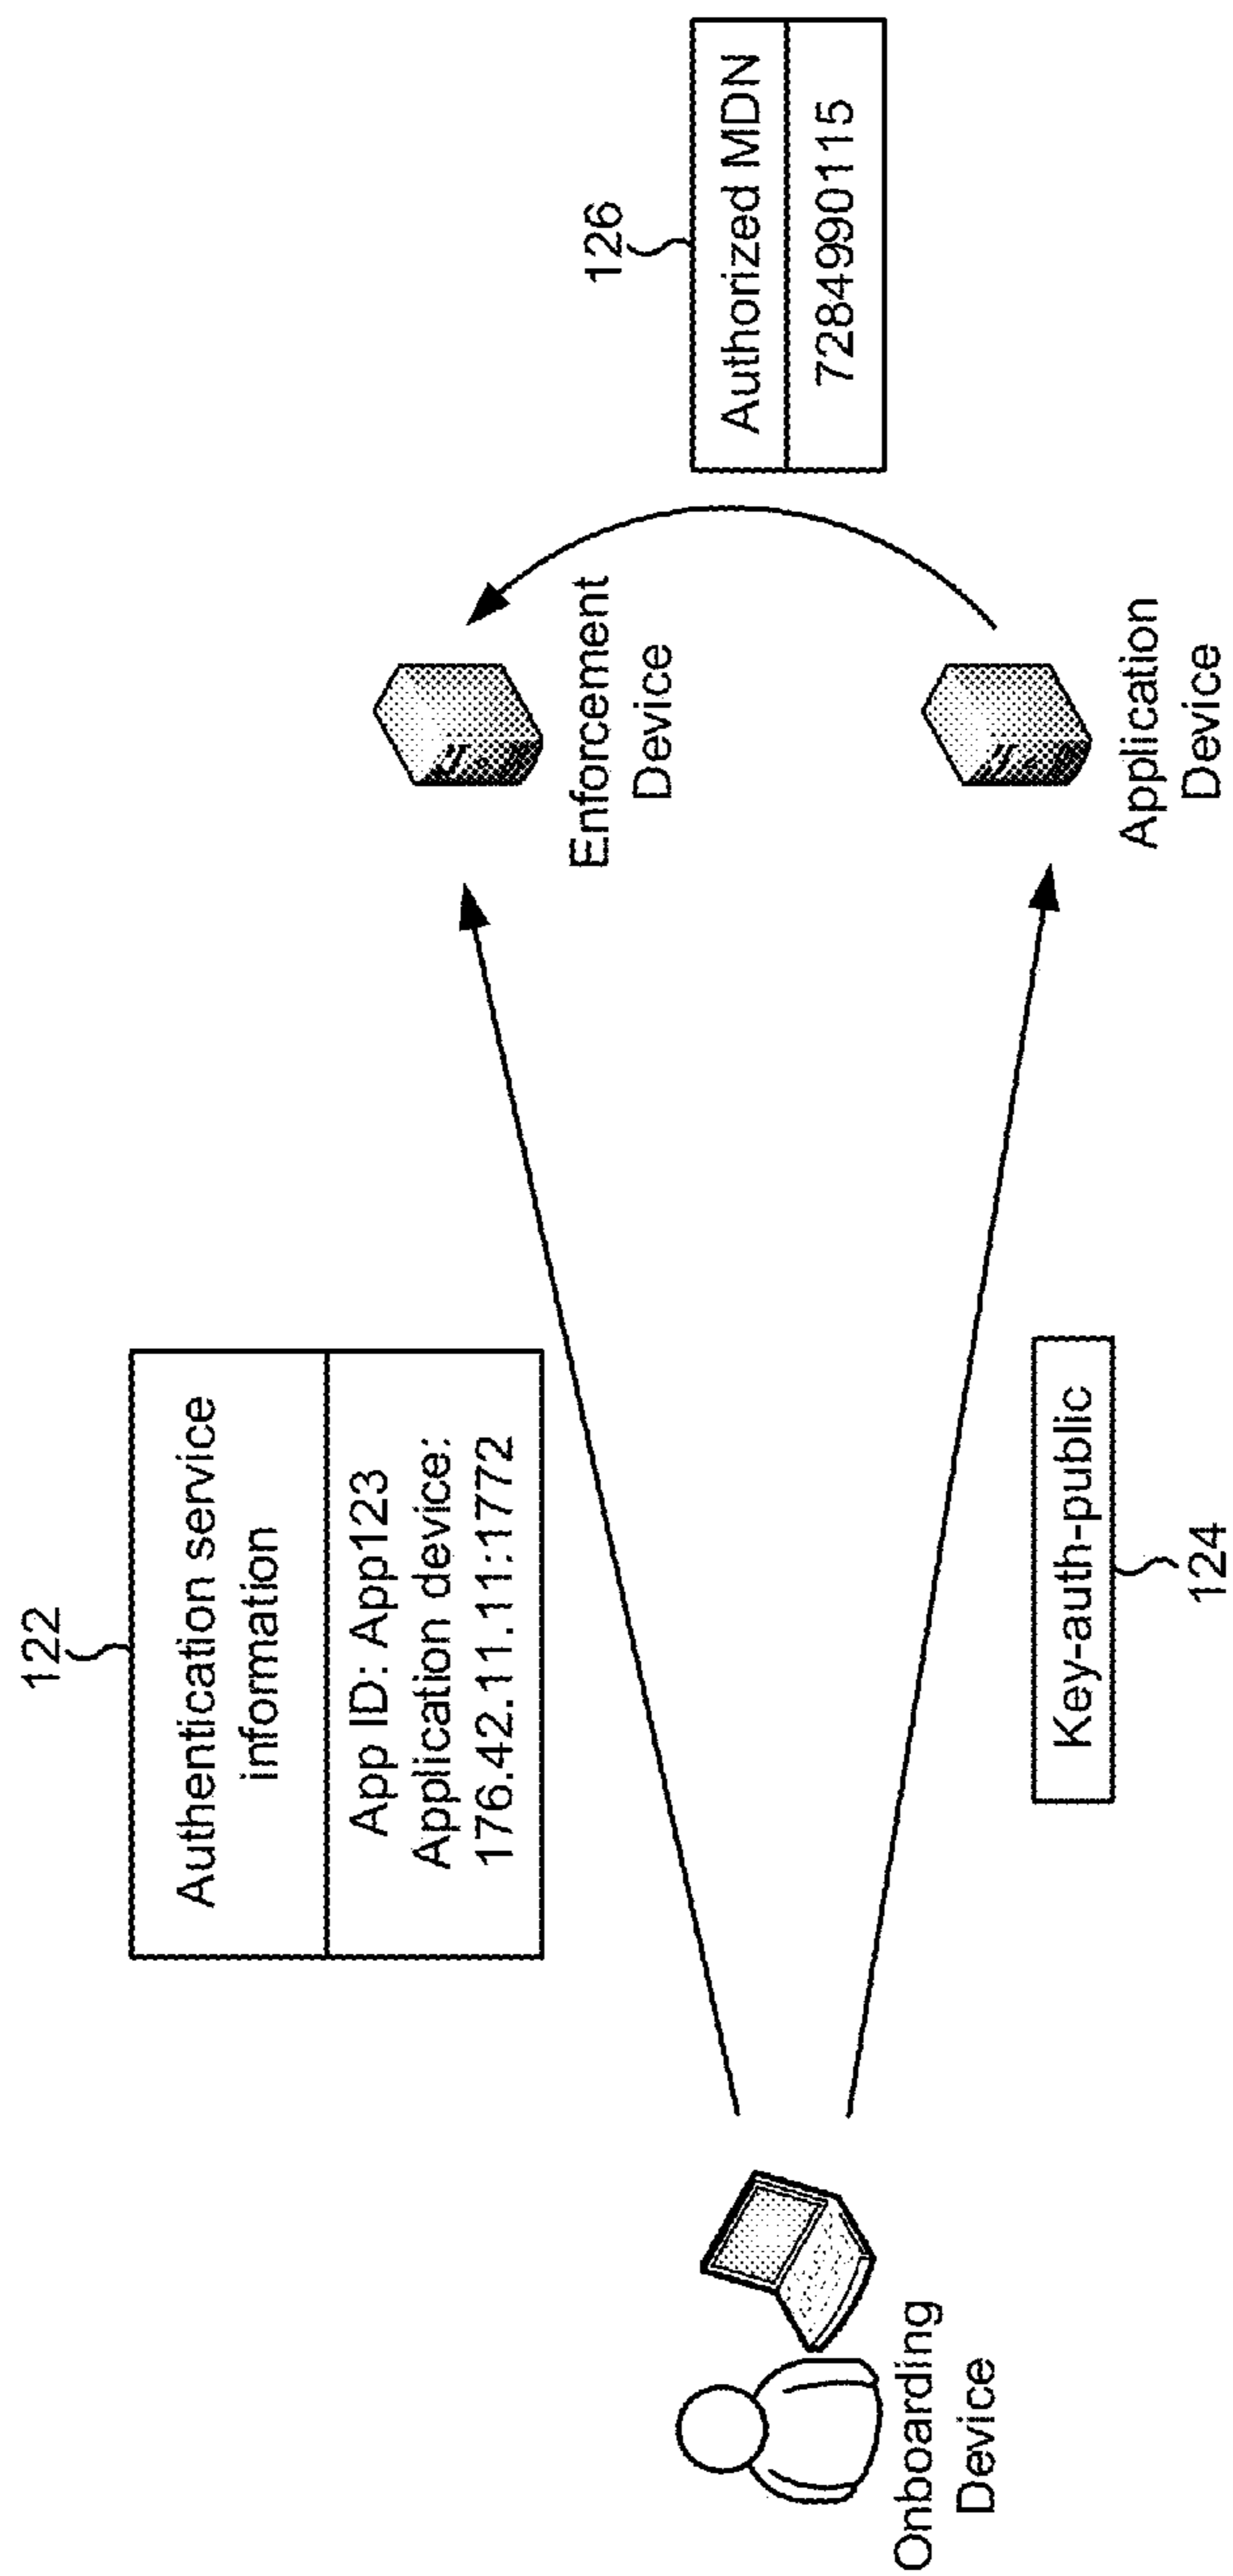 122
Authentication service
information
App ID: App123
Application device:
176.42.11.11:1772
126
Authorized MDN
7284990115
Enforcement
Device
Onboarding
Device
Key-auth-public
124
Application
Device